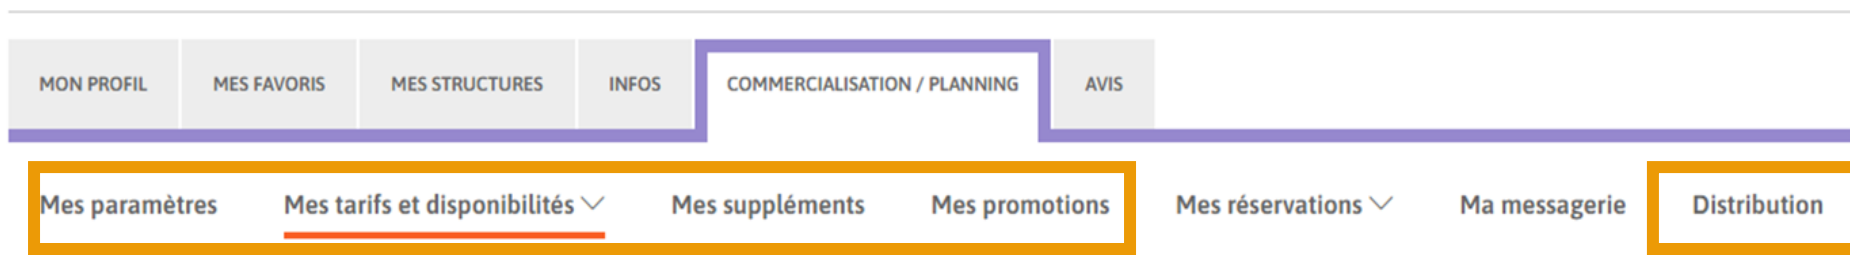 MON PROFIL MES FAVORIS MES STRUCTURES INFOS COMMERCIALISATION / PLANNING AVIS
Mes paramètres Mes tarifs et disponibilités Mes suppléments Mes promotions Mes réservations Ma messagerie Distribution